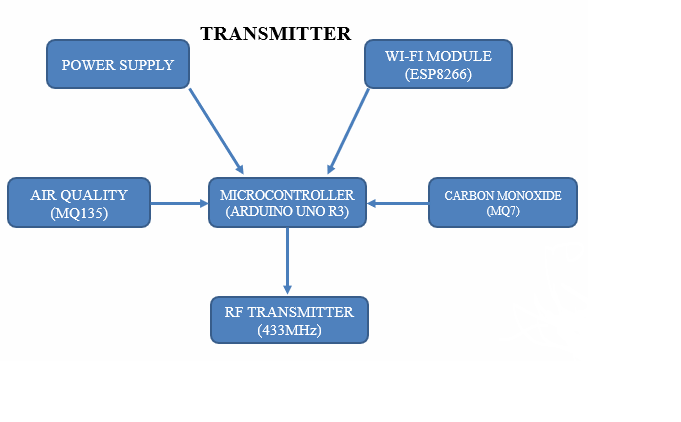 TRANSMITTER
POWER SUPPLY
WI-FI MODULE
(ESP8266)
AIR QUALITY
(MQ135)
MICROCONTROLLER
(ARDUINO UNO R3)
CARBON MONOXIDE
(MQ7)
RF TRANSMITTER
(433MHz)